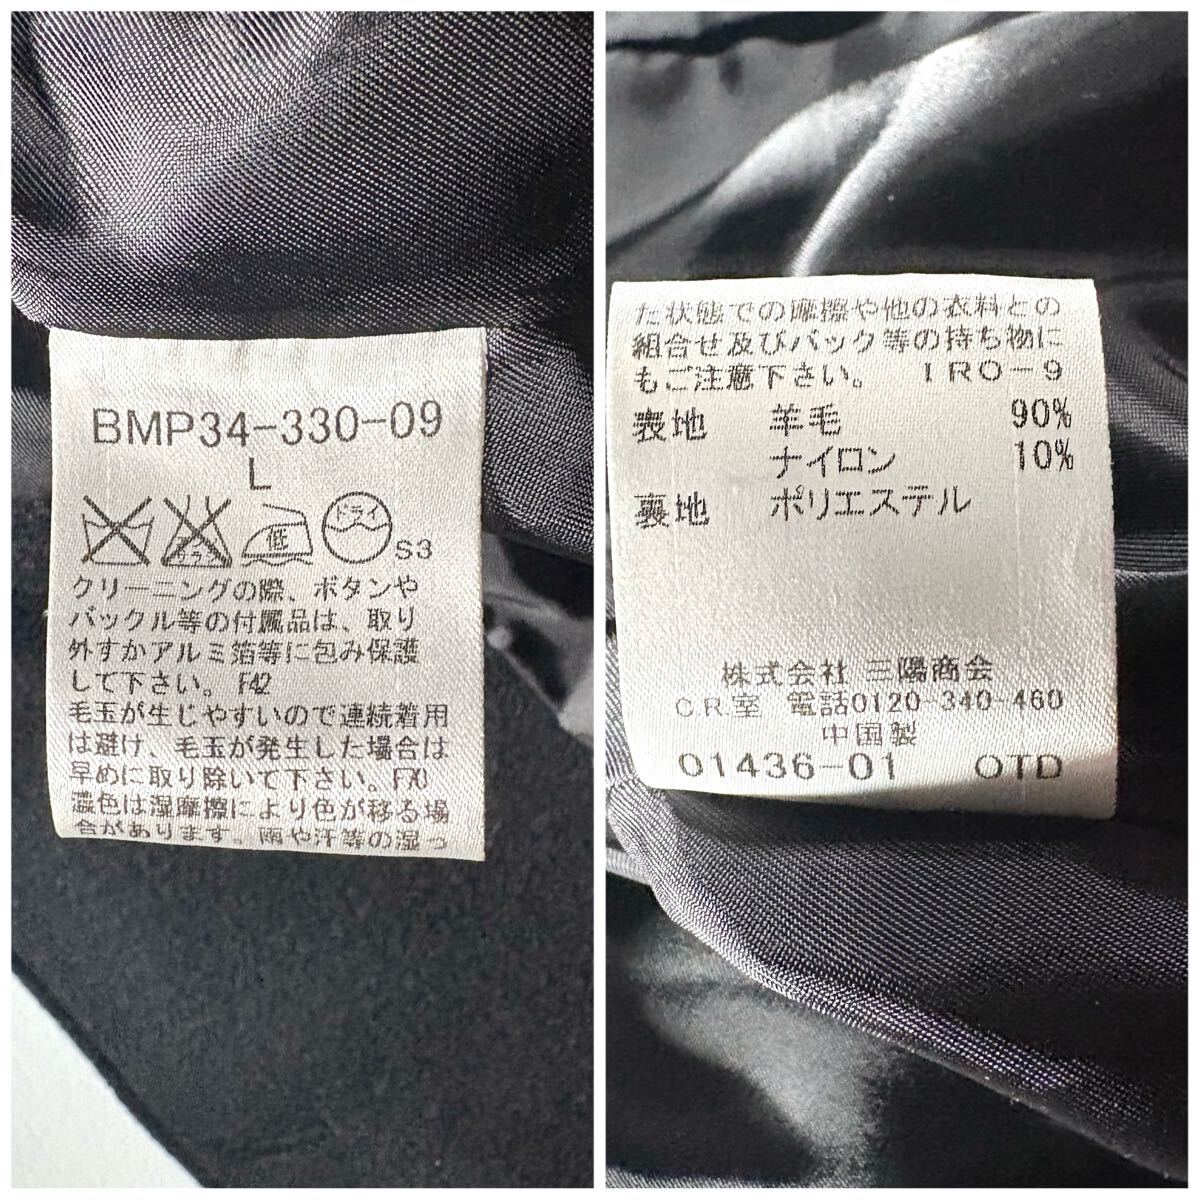 BMP34-330-09
L
低
ドライ
S3
クリーニングの際、ボタンや
バックル等の付属品は、取り
外すかアルミ箔等に包み保護
して下さい。 F42
毛玉が生じやすいので連続着用
は避け、毛玉が発生した場合は
早めに取り除いて下さい。F70
濃色は湿摩擦により色が移る場
合があります。雨や汗等の湿っ
た状態での摩擦や他の衣料との
組合せ及びバック等の持ち物に
もご注意下さい。 IRO-9
表地 羊毛 90%
ナイロン 10%
裏地 ポリエステル
株式会社 三陽商会
C.R.室 電話0120-340-460
中国製
01436-01 OTD